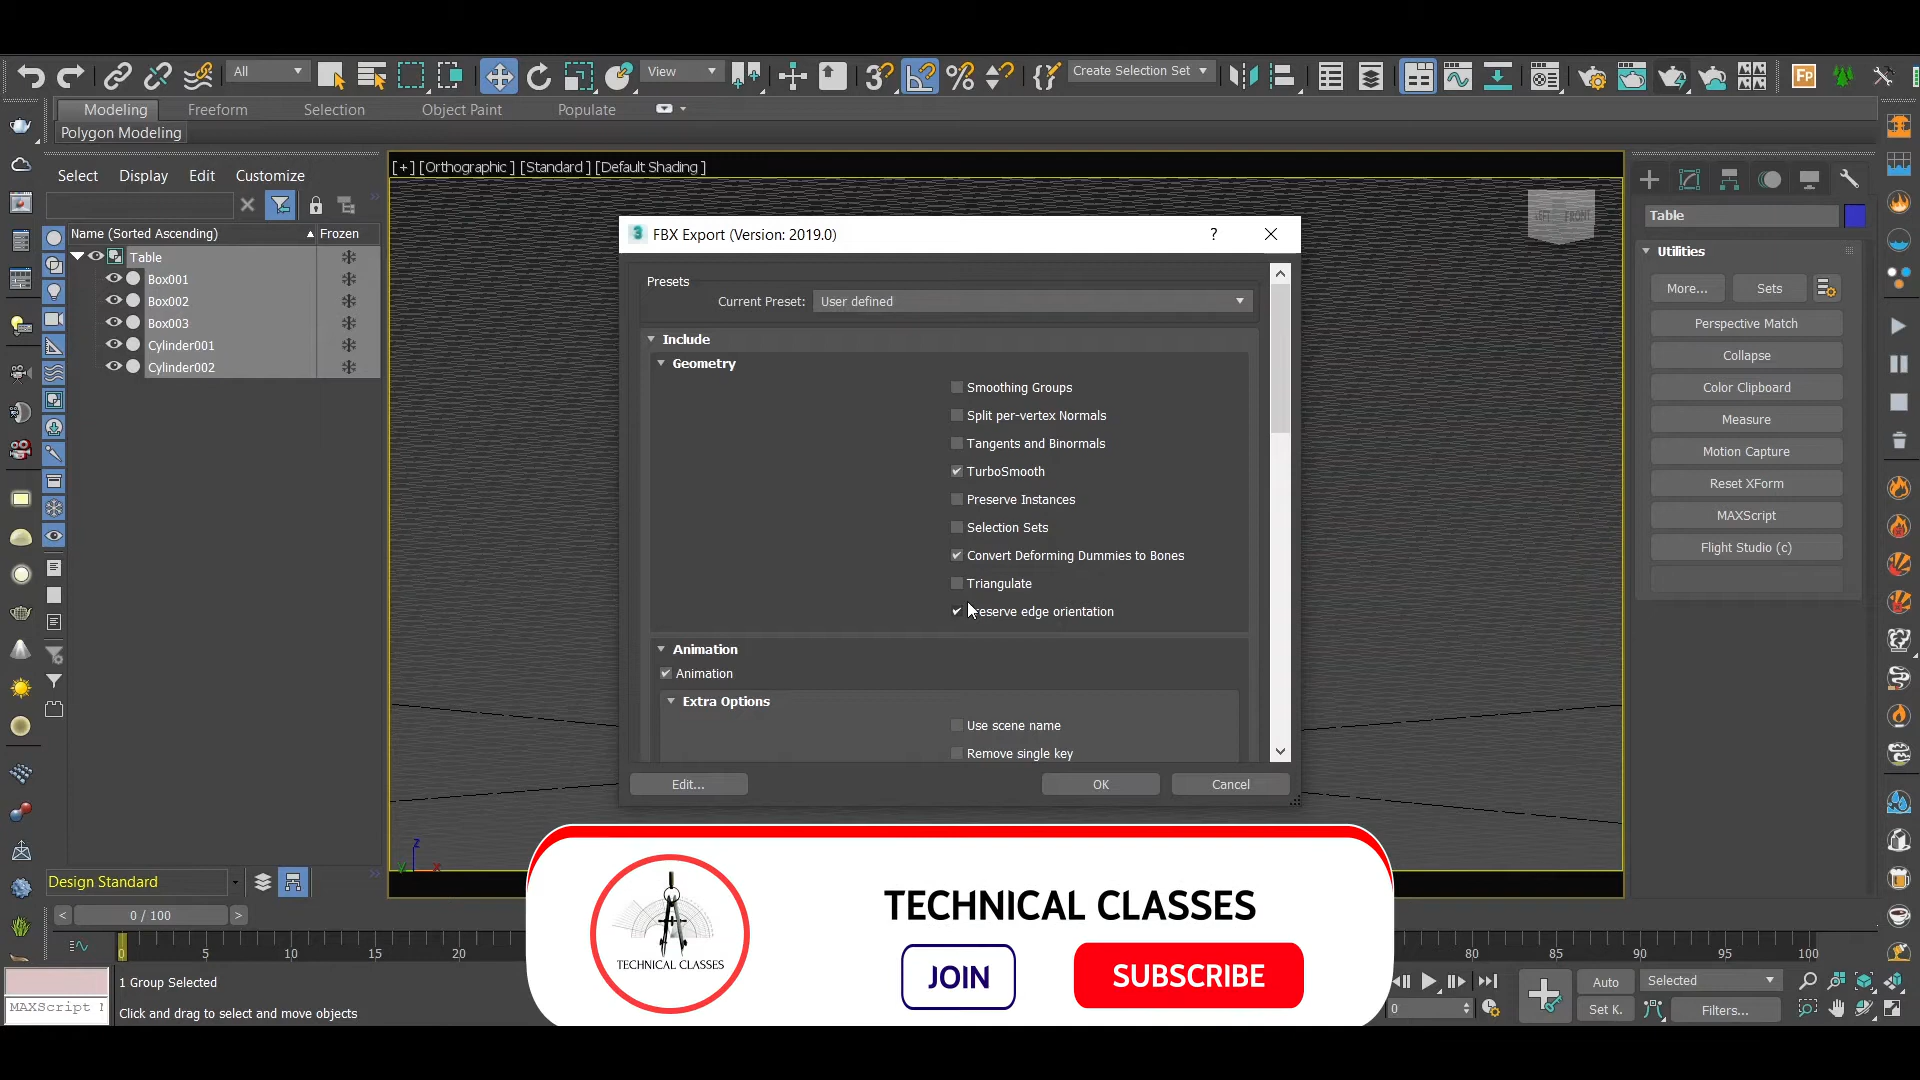 All
View
Create Selection Set
Fp
Modeling
Freeform
Selection
Object Paint
Populate
Polygon Modeling
Select
Display
Edit
Customize
Name (Sorted Ascending)
Frozen
Table
Box001
Box002
Box003
Cylinder001
Cylinder002
[+] [Orthographic ] [Standard ] [Default Shading ]
FRONT
FBX Export (Version: 2019.0)
?
Presets
Current Preset:
User defined
Include
Geometry
Smoothing Groups
Split per-vertex Normals
Tangents and Binormals
TurboSmooth
Preserve Instances
Selection Sets
Convert Deforming Dummies to Bones
Triangulate
eserve edge orientation
Animation
Animation
Extra Options
Use scene name
Remove single key
Edit...
OK
Cancel
Table
Utilities
More...
Sets
Perspective Match
Collapse
Color Clipboard
Measure
Motion Capture
Reset XForm
MAXScript
Flight Studio (c)
z
y
x
Design Standard
< 0 / 100 >
0 5 10 15 20
80 85 90 95 100
1 Group Selected
MAXScript
Click and drag to select and move objects
TECHNICAL CLASSES
TECHNICAL CLASSES
JOIN
SUBSCRIBE
0
Auto
Selected
Set K.
Filters...